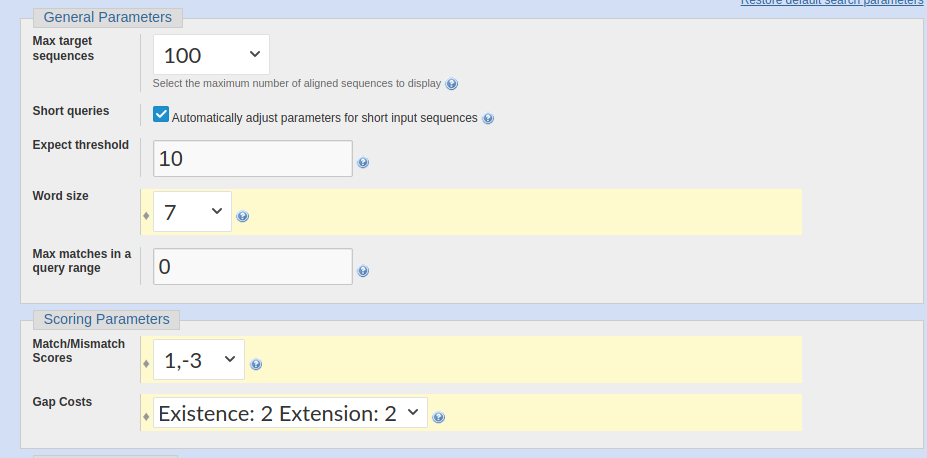 Restore default search parameters
General Parameters
Max target
sequences
100
Select the maximum number of aligned sequences to display
Short queries
Automatically adjust parameters for short input sequences
Expect threshold
10
Word size
7
Max matches in a
query range
0
Scoring Parameters
Match/Mismatch
Scores
1,-3
Gap Costs
Existence: 2 Extension: 2